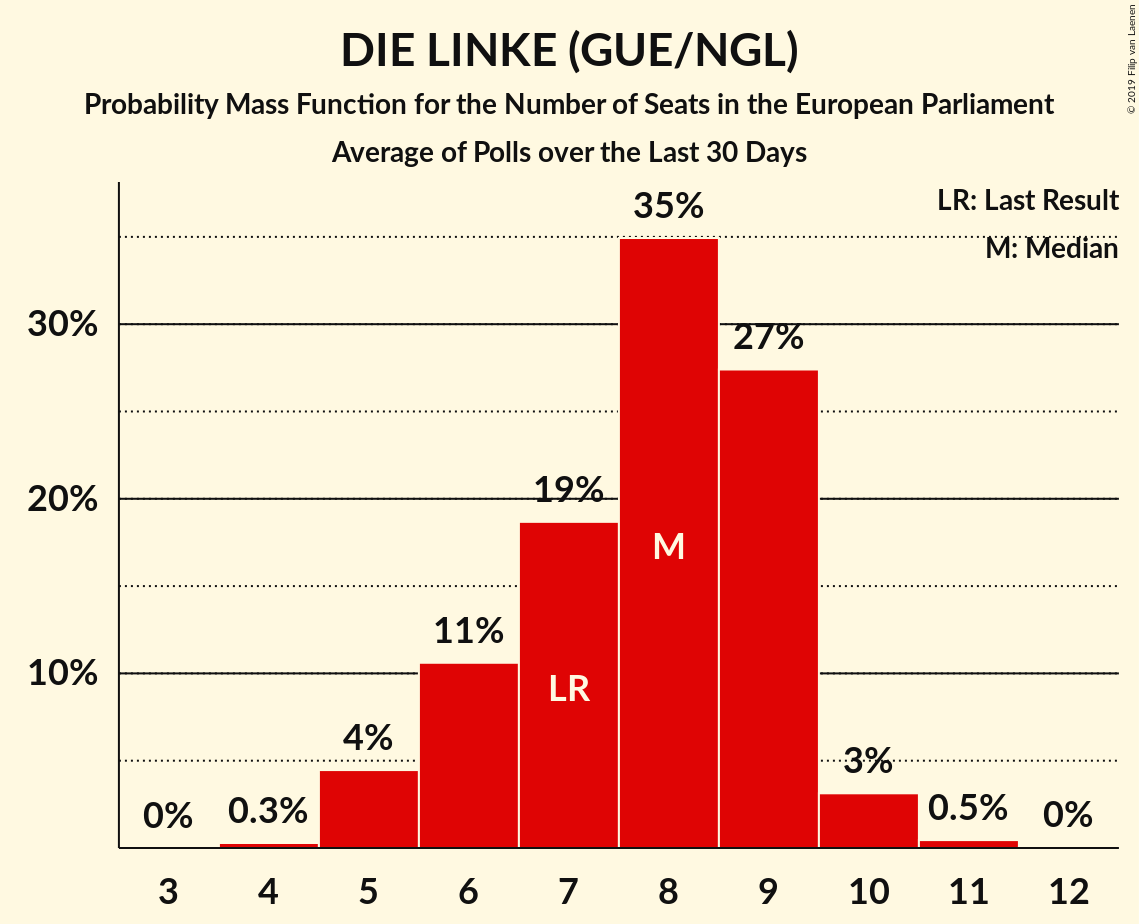 DIE LINKE (GUE/NGL)
Probability Mass Function for the Number of Seats in the European Parliament
Average of Polls over the Last 30 Days
© 2019 Filip van Laenen
LR: Last Result
M: Median
35%
30%
27%
20%
19%
M
11%
10%
LR
4%
3%
0%
0.3%
0.5%
0%
3 4 5 6 7 8 9 10 11 12